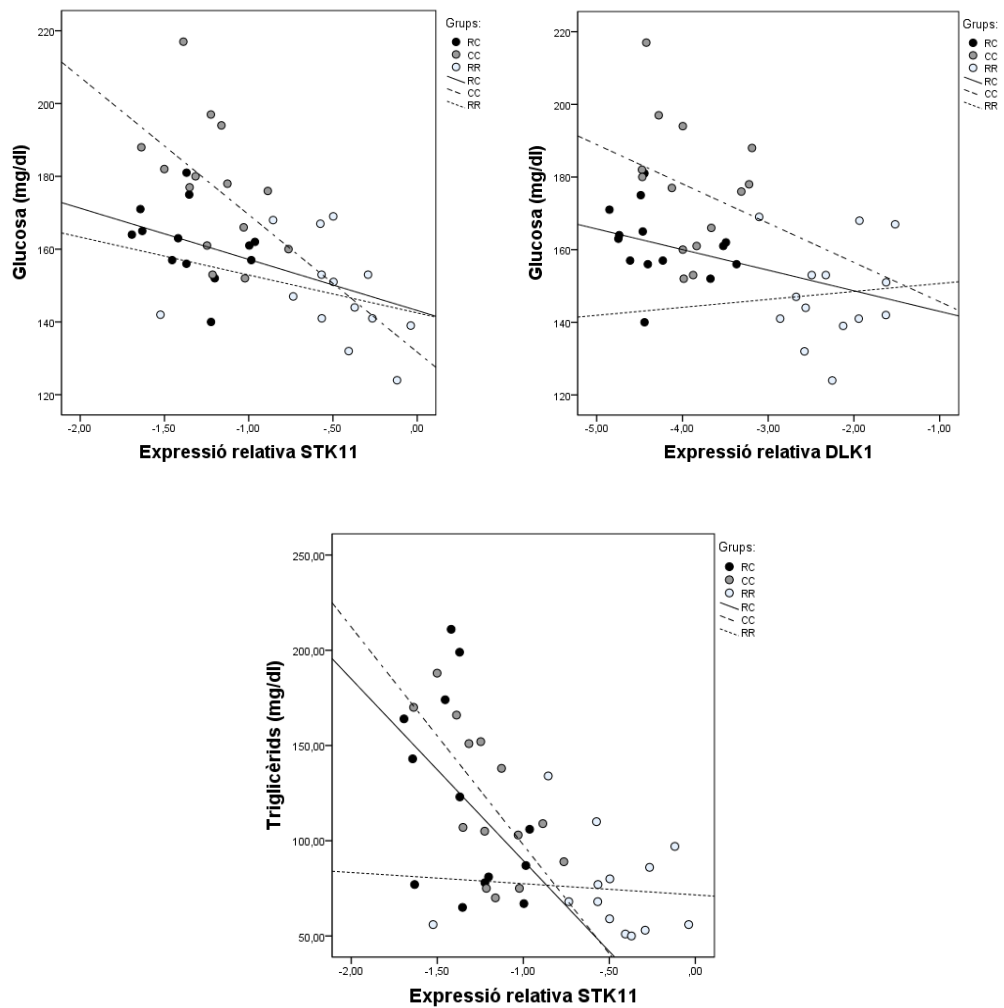 Grups:
RC
CC
RR
RC
CC
RR
220
200
180
160
140
120
Glucosa (mg/dl)
-2,00 -1,50 -1,00 -,50 ,00
Expressió relativa STK11
Grups:
RC
CC
RR
RC
CC
RR
220
200
180
160
140
120
Glucosa (mg/dl)
-5,00 -4,00 -3,00 -2,00 -1,00
Expressió relativa DLK1
Grups:
RC
CC
RR
RC
CC
RR
250,00
200,00
150,00
100,00
50,00
Triglicèrids (mg/dl)
-2,00 -1,50 -1,00 -,50 ,00
Expressió relativa STK11